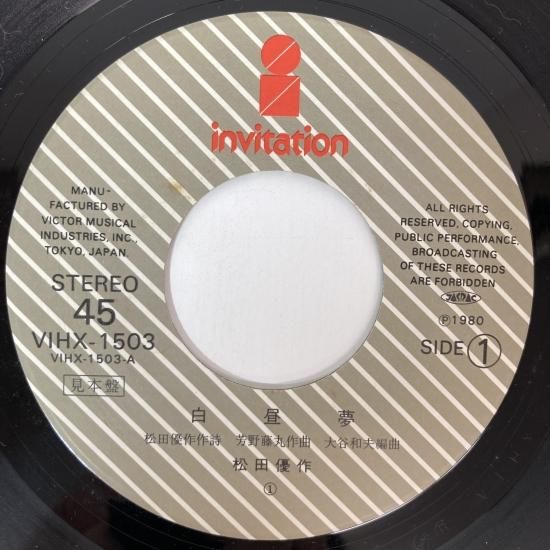 invitation
MANU-
FACTURED BY
VICTOR MUSICAL
INDUSTRIES, INC.,
TOKYO, JAPAN.
STEREO
45
VIHX-1503
VIHX-1503-A
見本盤
ALL RIGHTS
RESERVED, COPYING,
PUBLIC PERFORMANCE,
BROADCASTING
OF THESE RECORDS
ARE FORBIDDEN
JASRAC
Ⓟ1980
SIDE 1
白昼夢
松田優作作詩 芳野藤丸作曲 大谷和夫編曲
松田優作
①